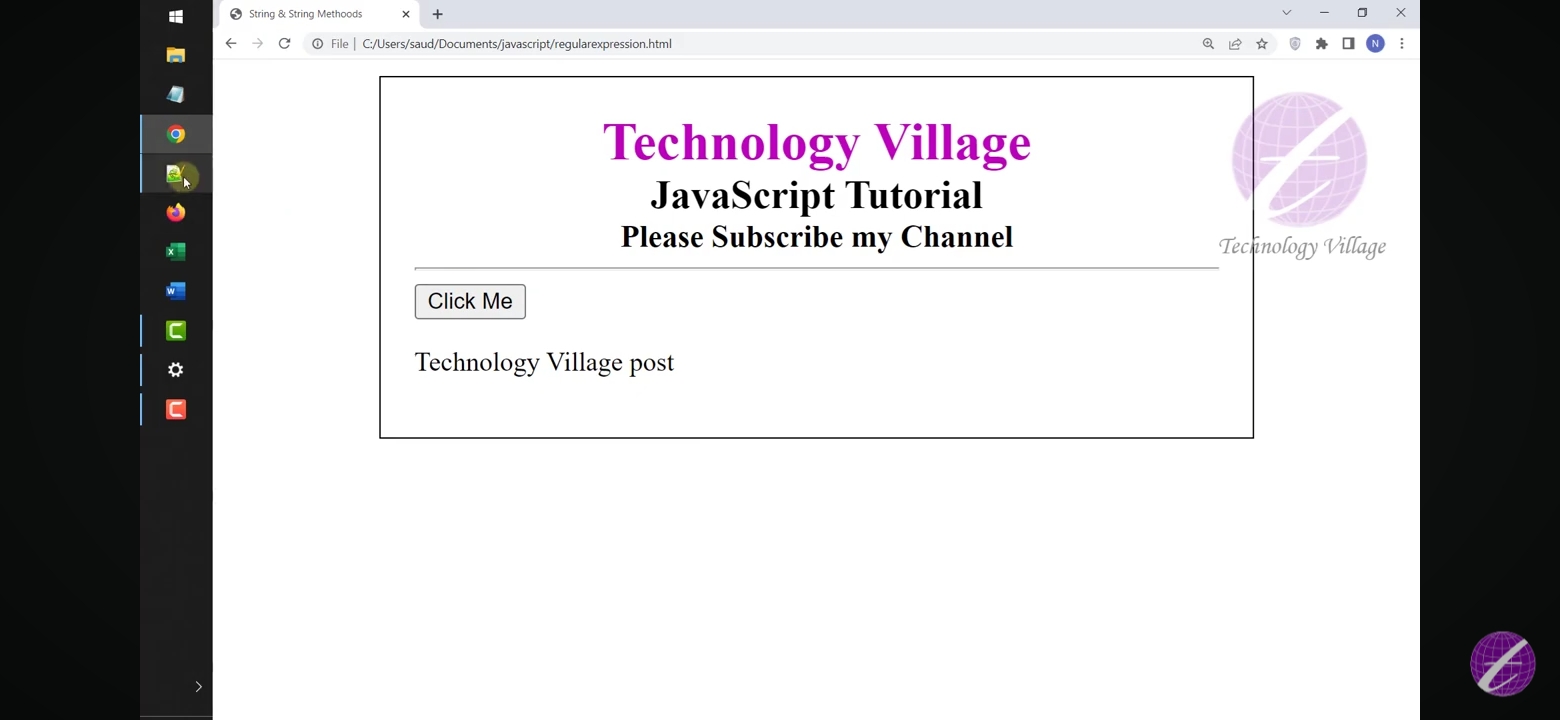 String & String Methoods
File | C:/Users/saud/Documents/javascript/regularexpression.html
N
Technology Village
JavaScript Tutorial
Please Subscribe my Channel
Technology Village
Click Me
Technology Village post